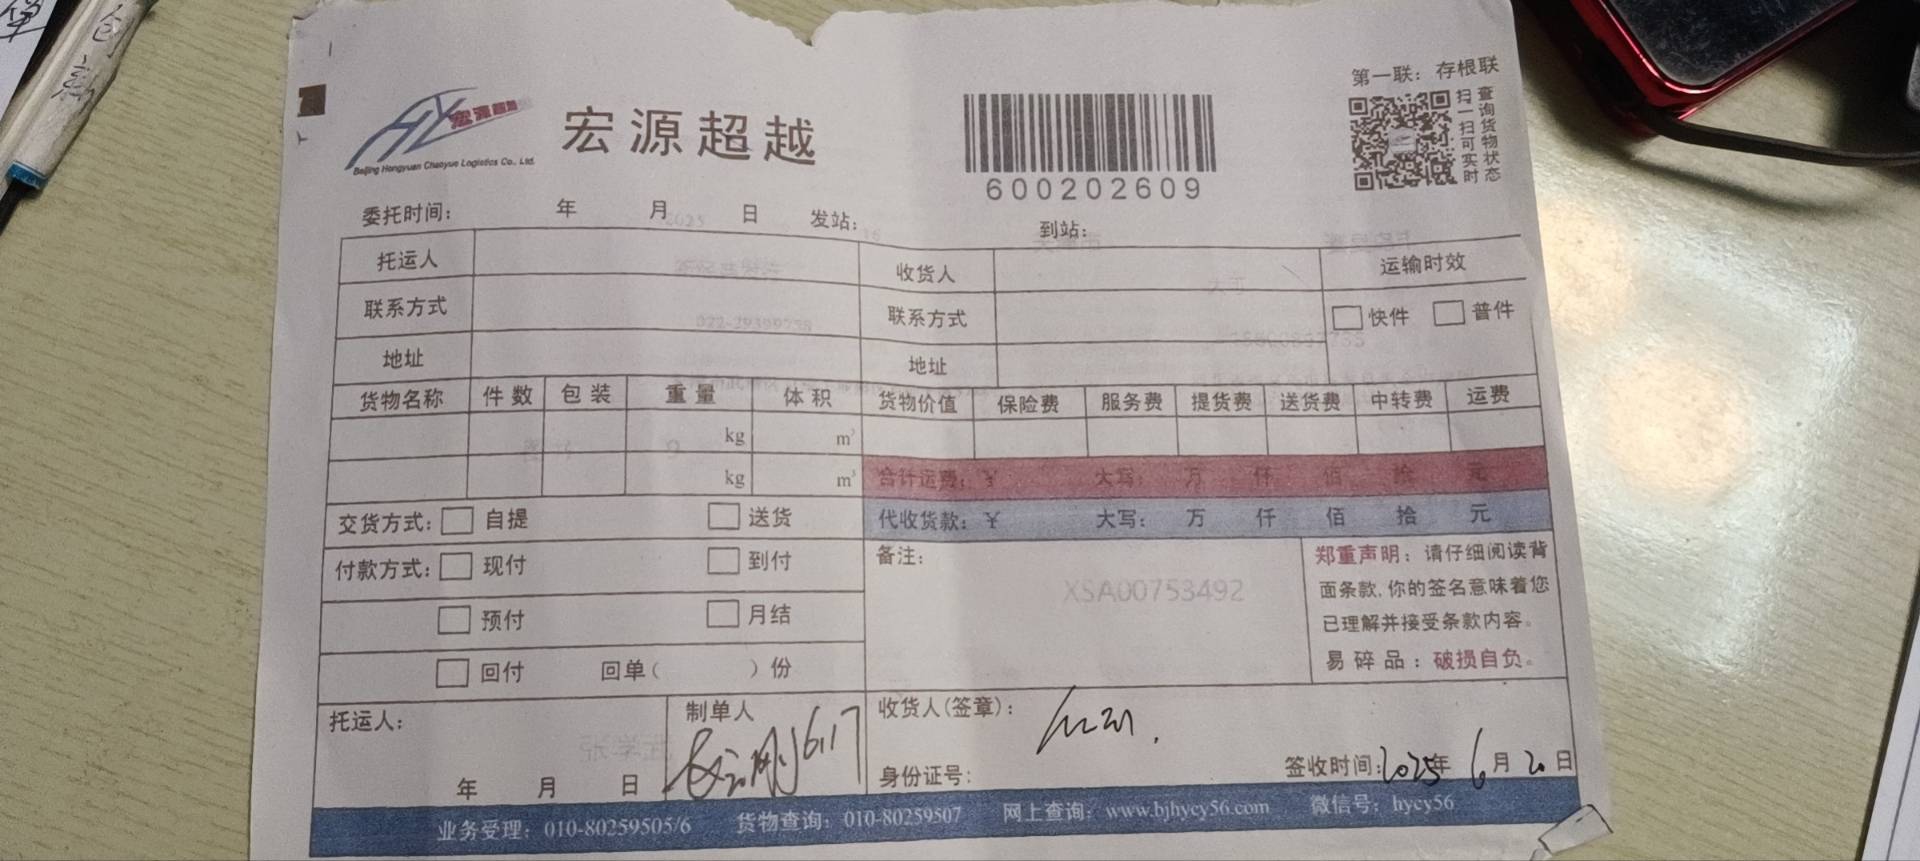 第一联：存根联
宏源超越
宏源超越
Beijing Hongyuan Chaoyue Logistics Co., Ltd.
600202609
查询货物状态
扫一扫可实时
委托时间： 年 月 日 发站： 到站：
托运人 收货人 运输时效
联系方式 联系方式 快件 普件
地址 地址
货物名称 件数 包装 重量 体积 货物价值 保险费 服务费 提货费 送货费 中转费 运费
kg m³
kg m³ 合计运费：￥ 大写： 万 仟 佰 拾 元
交货方式： 自提 送货 代收货款：￥ 大写： 万 仟 佰 拾 元
付款方式： 现付 到付 备注：
XSA00753492
预付 月结
回付 回单（ ）份
郑重声明：请仔细阅读背
面条款,你的签名意味着您
已理解并接受条款内容。
易碎品：破损自负。
托运人： 制单人 收货人(签章)：
617
年 月 日 身份证号： 签收时间：2025年 6月20日
业务受理：010-80259505/6 货物查询：010-80259507 网上查询：www.bjhycy56.com 微信号：hycy56